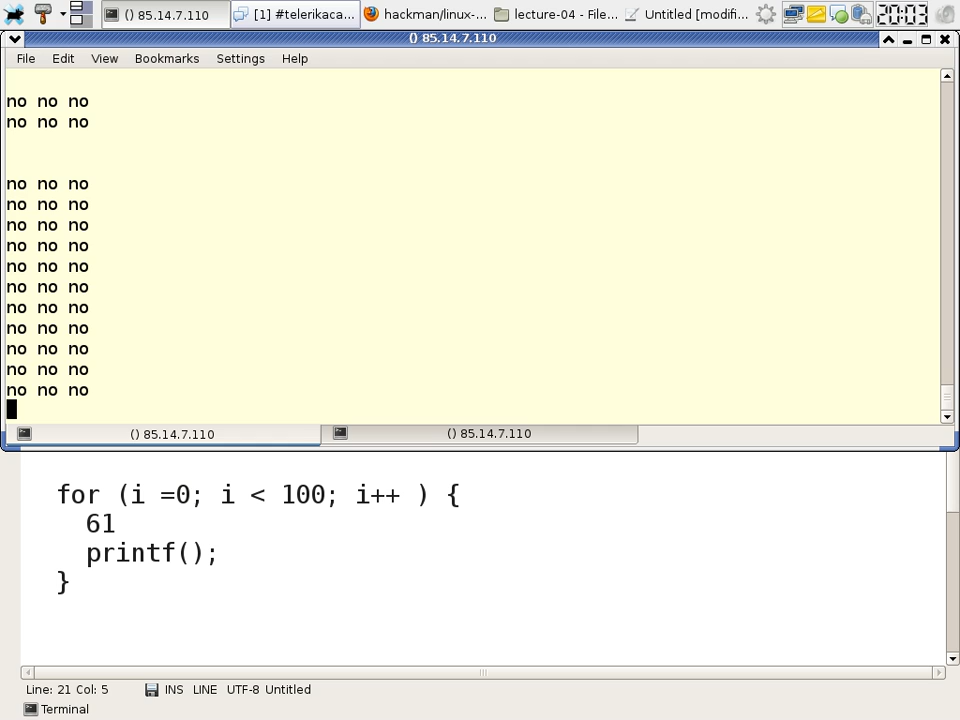 () 85.14.7.110
[1] #telerikaca...
hackman/linux-...
lecture-04 - File...
Untitled [modifi...
20:03
() 85.14.7.110
File Edit View Bookmarks Settings Help
no no no
no no no
no no no
no no no
no no no
no no no
no no no
no no no
no no no
no no no
no no no
no no no
no no no
() 85.14.7.110
() 85.14.7.110
for (i =0; i < 100; i++ ) {
61
printf();
}
Line: 21 Col: 5 INS LINE UTF-8 Untitled
Terminal